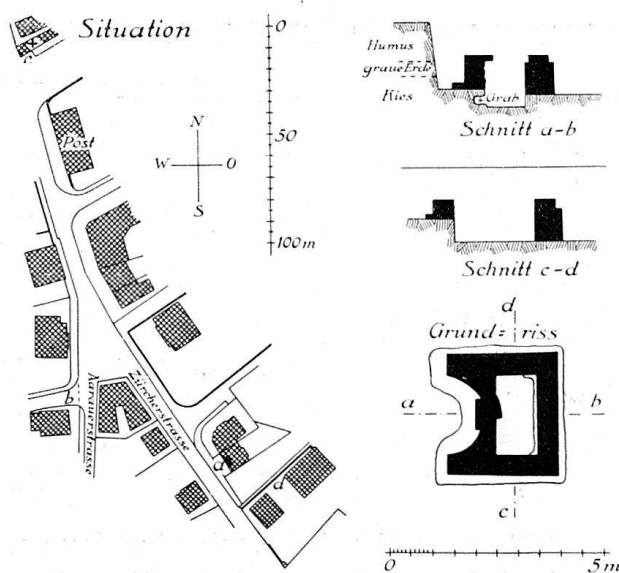 Situation
c
Post
N
W O
S
0
50
100 m
b
Aarauerstrasse
Zürcherstrasse
a
d
Humus
graue Erde
Kies
Grab
Schnitt a-b
Schnitt c-d
d
Grund= riss
a b
c
0 5 m